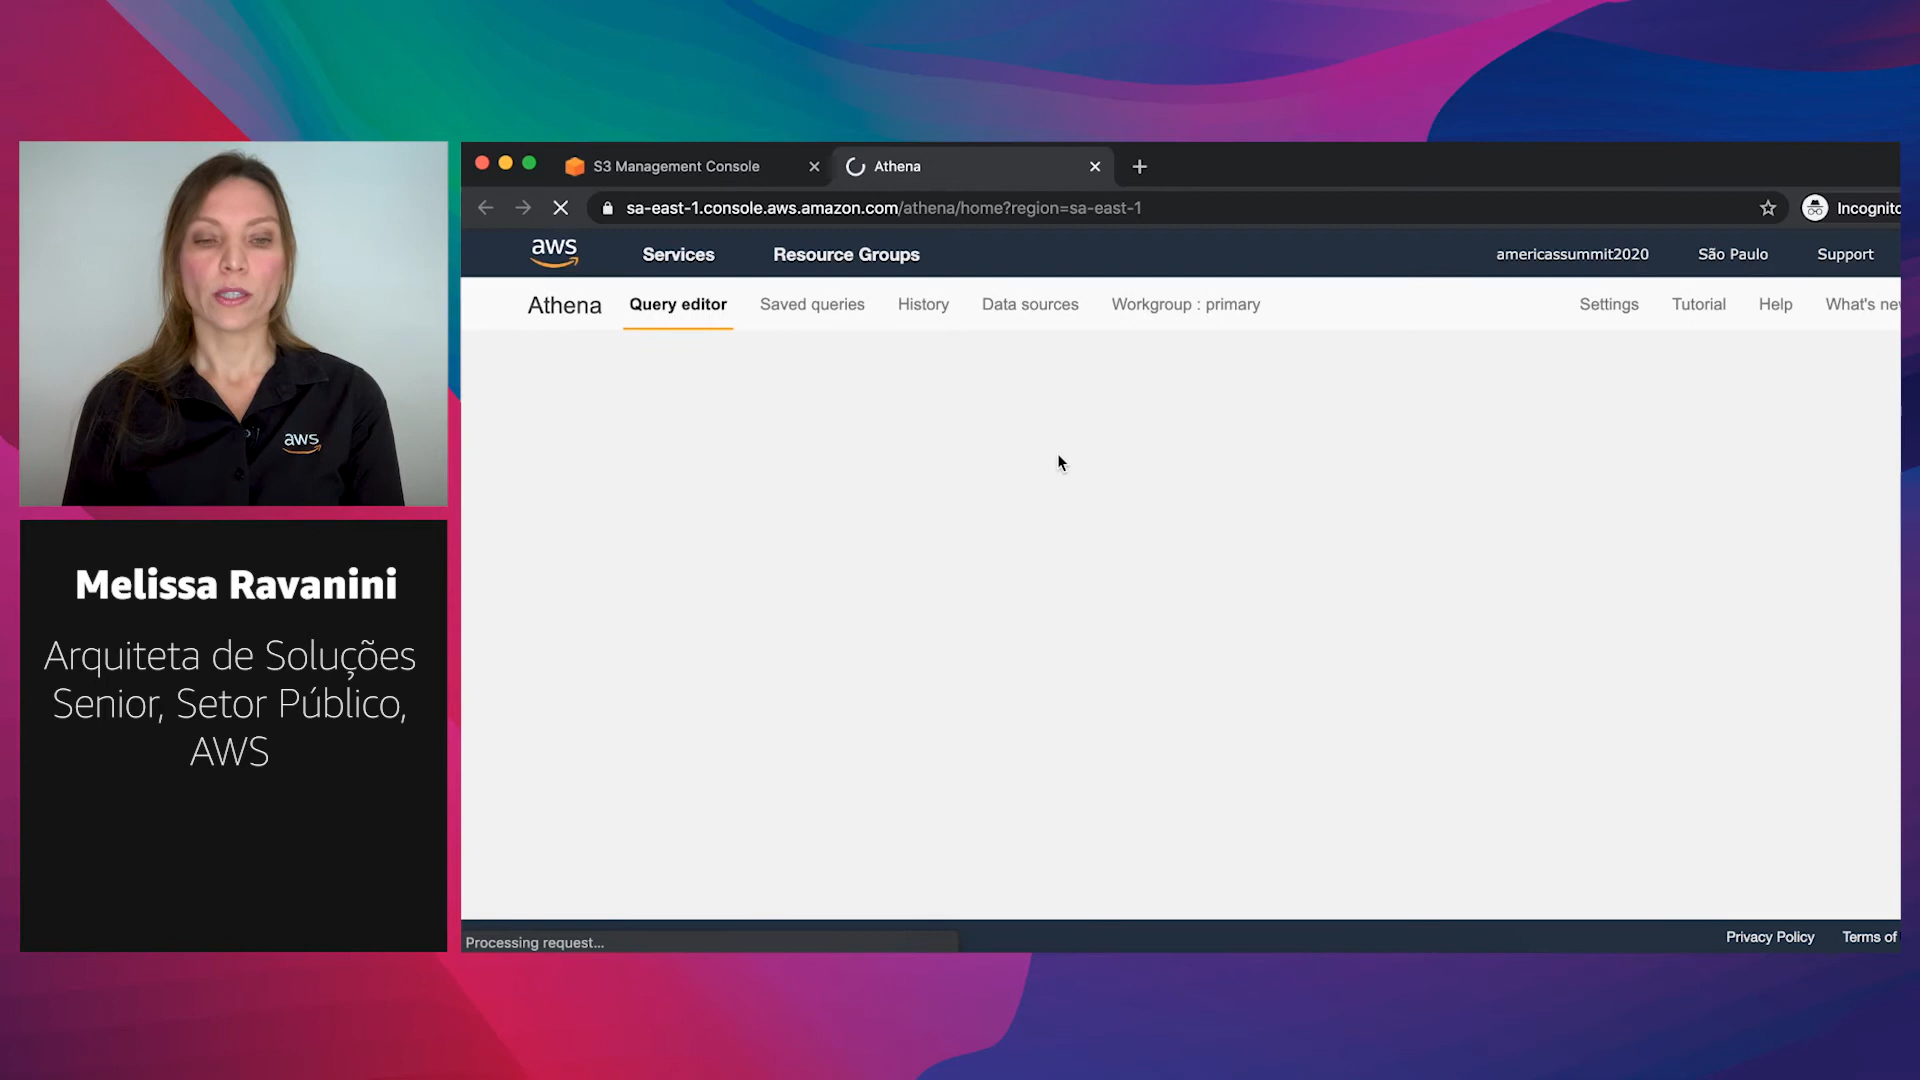 aws
Melissa Ravanini
Arquiteta de Soluções
Senior, Setor Público,
AWS
S3 Management Console
Athena
sa-east-1.console.aws.amazon.com/athena/home?region=sa-east-1
Incognito
aws
Services
Resource Groups
americassummit2020
São Paulo
Support
Athena
Query editor
Saved queries
History
Data sources
Workgroup : primary
Settings
Tutorial
Help
What's ne
Processing request...
Privacy Policy
Terms of